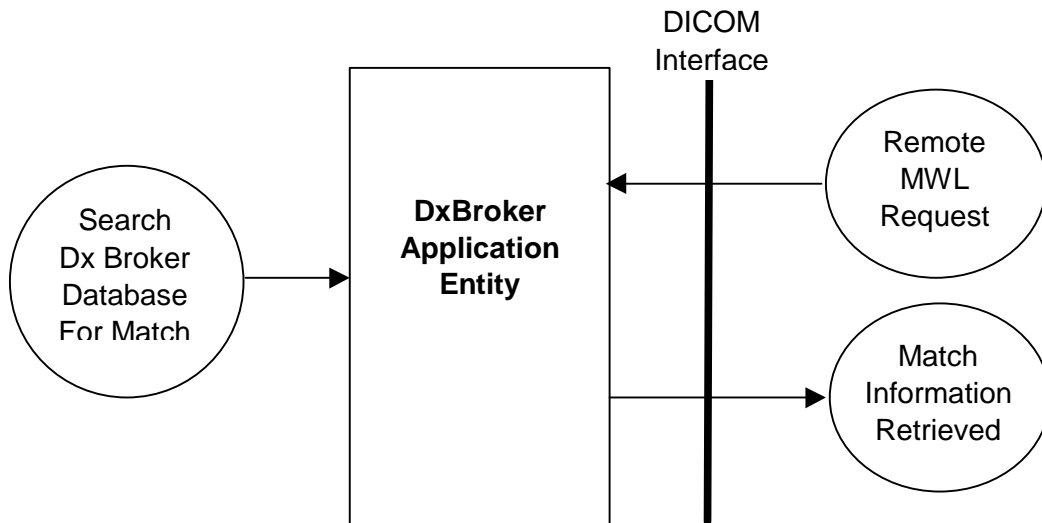 DICOM
Interface
Remote
MWL
Request
Search
Dx Broker
Database
For Match
DxBroker
Application
Entity
Match
Information
Retrieved